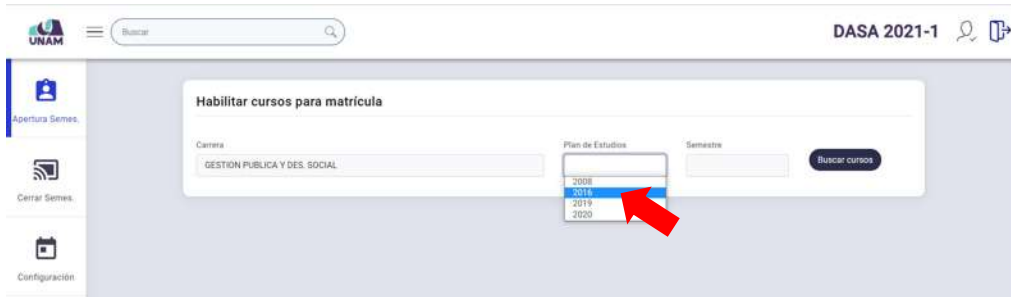 UNAM
Buscar
DASA 2021-1
Apertura Semes.
Cerrar Semes.
Configuración
Habilitar cursos para matrícula
Carrera
GESTION PUBLICA Y DES. SOCIAL
Plan de Estudios
2008
2016
2019
2020
Semestre
Buscar cursos